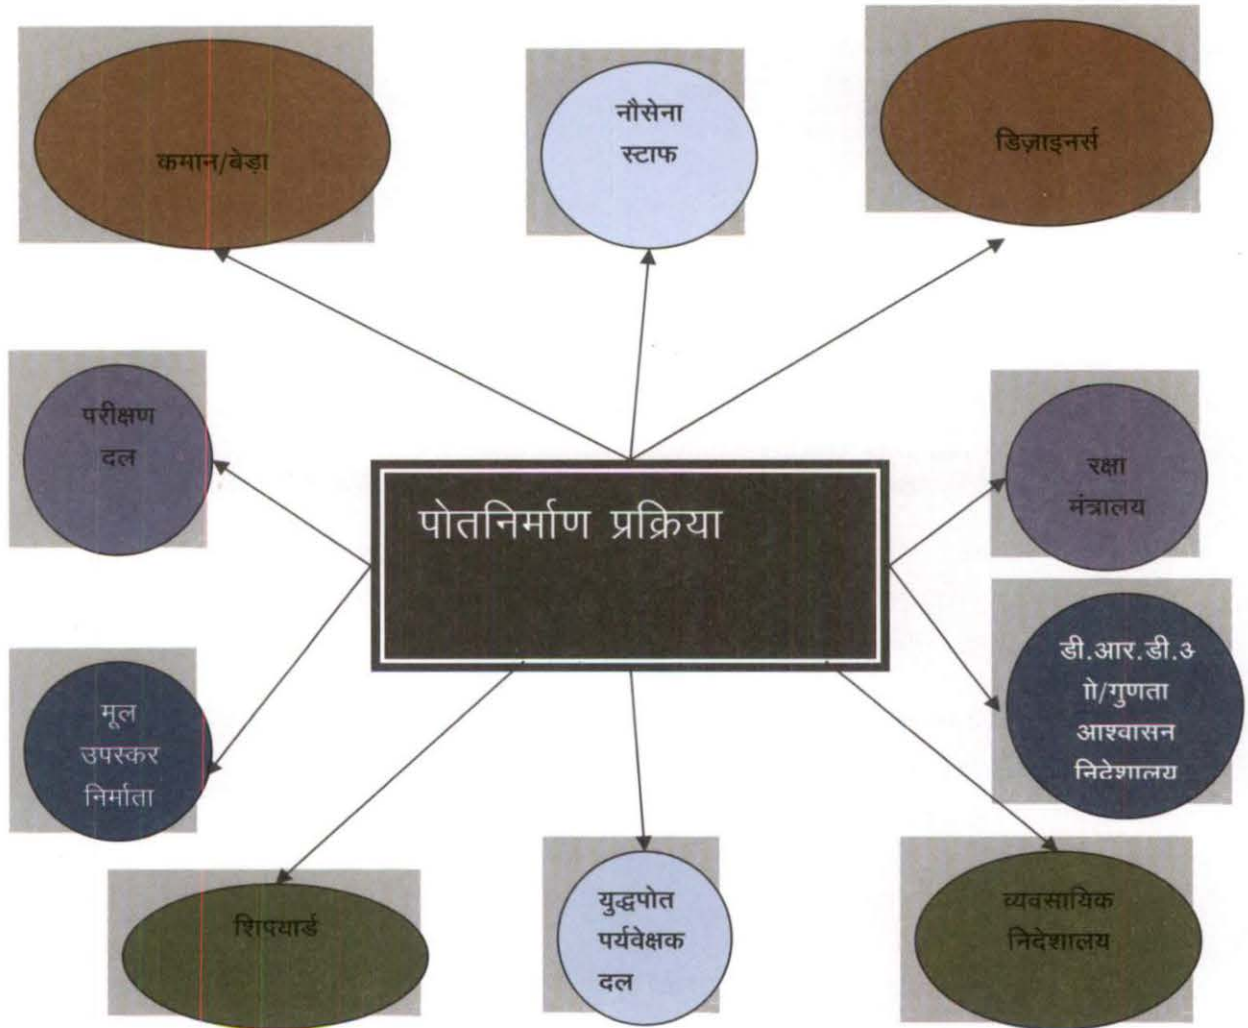 कमान/बेड़ा
नौसेना
स्टाफ
डिज़ाइनर्स
परीक्षण
दल
रक्षा
मंत्रालय
पोतनिर्माण प्रक्रिया
डी.आर.डी.अ
ो/गुणता
आश्वासन
निदेशालय
मूल
उपस्कर
निर्माता
शिपयार्ड
युद्धपोत
पर्यवेक्षक
दल
व्यवसायिक
निदेशालय